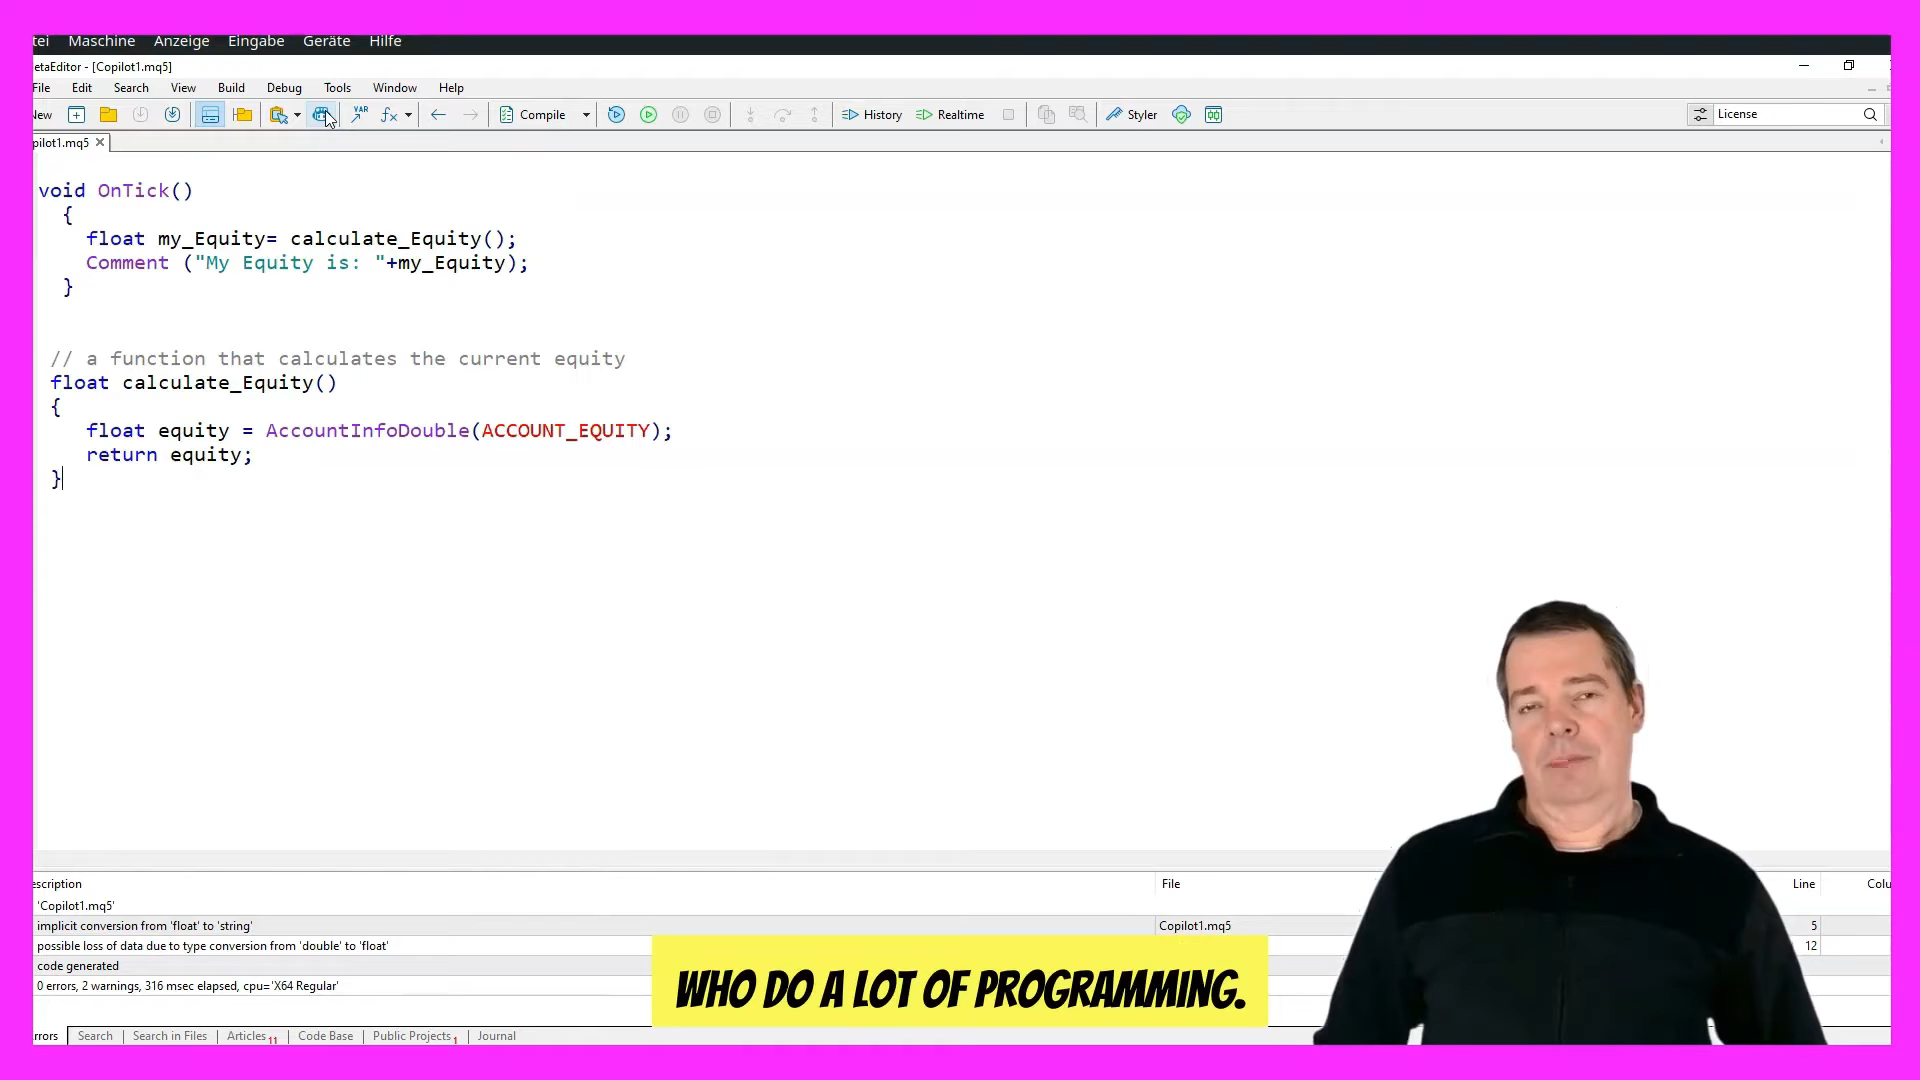 tei Maschine Anzeige Eingabe Geräte Hilfe
etaEditor - [Copilot1.mq5]
File Edit Search View Build Debug Tools Window Help
New VAR fx Compile History Realtime Styler License
pilot1.mq5
void OnTick()
{
float my_Equity= calculate_Equity();
Comment ("My Equity is: "+my_Equity);
}
// a function that calculates the current equity
float calculate_Equity()
{
float equity = AccountInfoDouble(ACCOUNT_EQUITY);
return equity;
}
escription File Line Colu
'Copilot1.mq5'
implicit conversion from 'float' to 'string' Copilot1.mq5 5
possible loss of data due to type conversion from 'double' to 'float' 12
code generated
0 errors, 2 warnings, 316 msec elapsed, cpu='X64 Regular'
WHO DO A LOT OF PROGRAMMING.
rrors Search Search in Files Articles 11 Code Base Public Projects 1 Journal